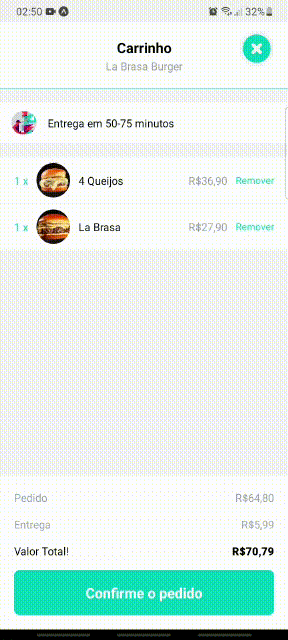 02:50 32%
Carrinho
La Brasa Burger
Entrega em 50-75 minutos
1 x 4 Queijos R$36,90 Remover
1 x La Brasa R$27,90 Remover
Pedido R$64,80
Entrega R$5,99
Valor Total! R$70,79
Confirme o pedido